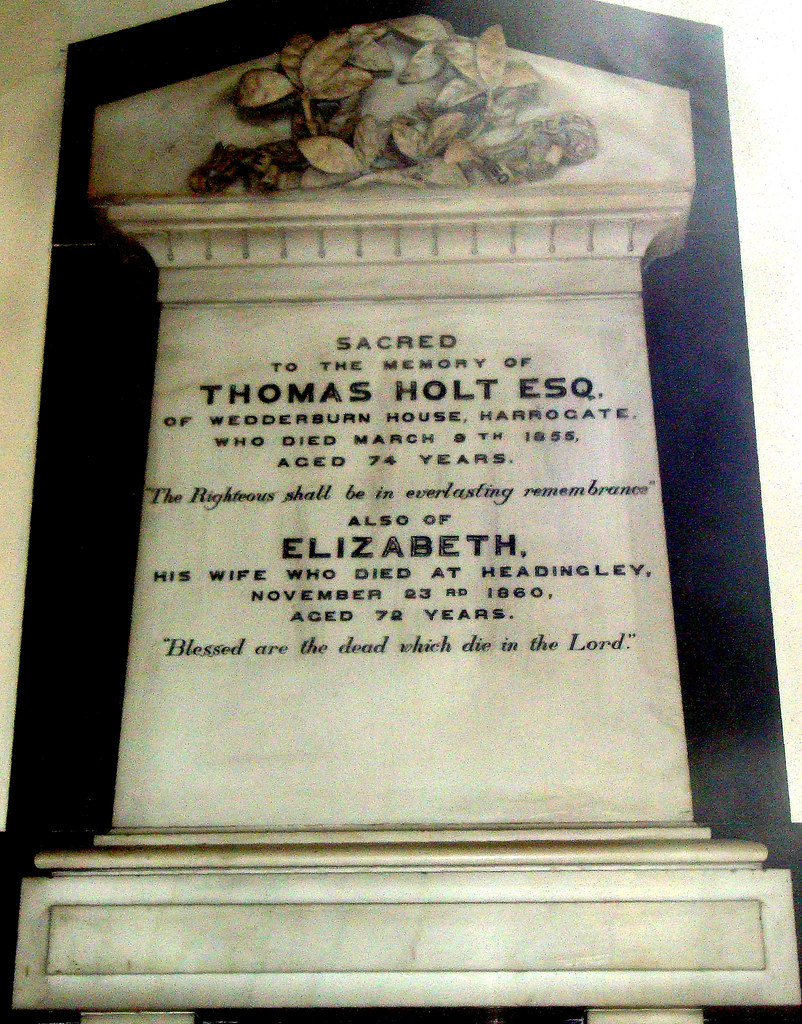 SACRED
TO THE MEMORY OF
THOMAS HOLT ESQ.
OF WEDDERBURN HOUSE, HARROGATE.
WHO DIED MARCH 9TH 1855,
AGED 74 YEARS.
"The Righteous shall be in everlasting remembrance"
ALSO OF
ELIZABETH,
HIS WIFE WHO DIED AT HEADINGLEY,
NOVEMBER 23RD 1860,
AGED 72 YEARS.
"Blessed are the dead which die in the Lord."